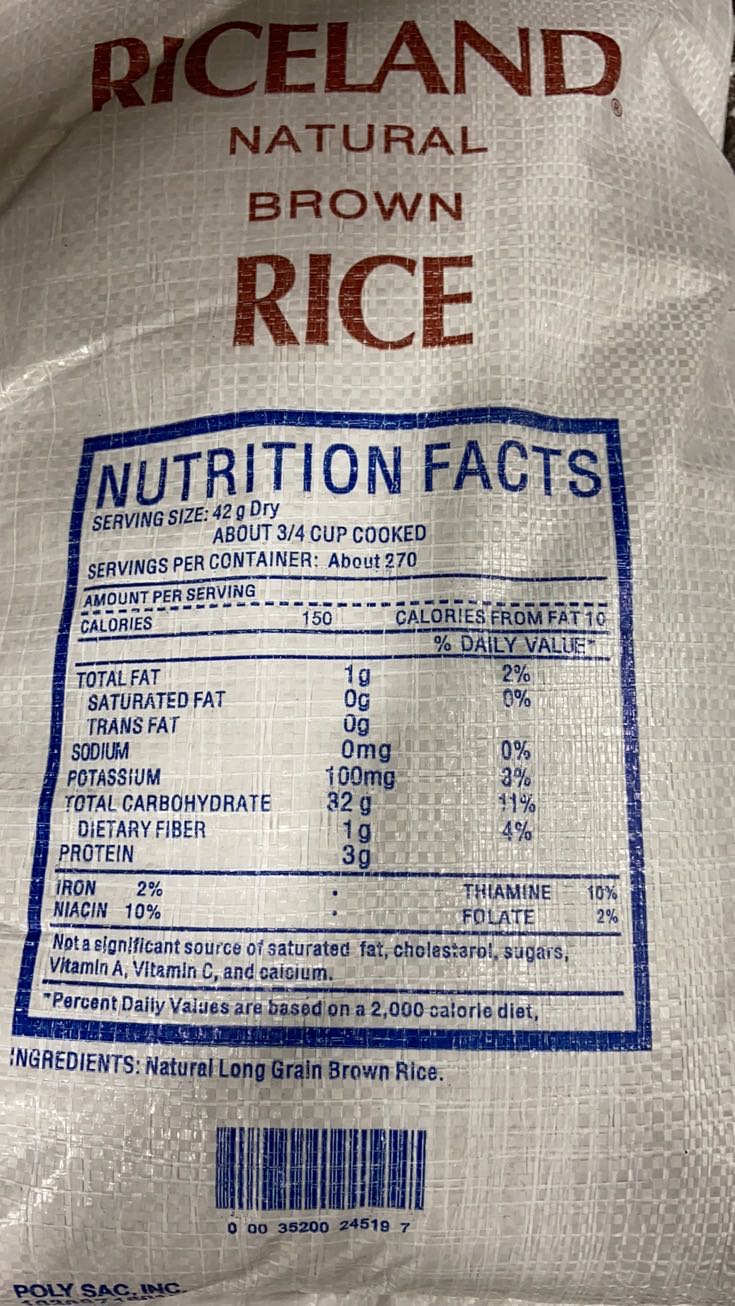 RICELAND®
NATURAL
BROWN
RICE
NUTRITION FACTS
SERVING SIZE: 42 g Dry
ABOUT 3/4 CUP COOKED
SERVINGS PER CONTAINER: About 270
AMOUNT PER SERVING
CALORIES 150 CALORIES FROM FAT 10
% DAILY VALUE*
TOTAL FAT 1g 2%
SATURATED FAT 0g 0%
TRANS FAT 0g
SODIUM 0mg 0%
POTASSIUM 100mg 3%
TOTAL CARBOHYDRATE 32 g 11%
DIETARY FIBER 1g 4%
PROTEIN 3g
IRON 2% • THIAMINE 10%
NIACIN 10% • FOLATE 2%
Not a significant source of saturated fat, cholestarol, sugars,
Vitamin A, Vitamin C, and calcium.
*Percent Daily Values are based on a 2,000 calorie diet,
INGREDIENTS: Natural Long Grain Brown Rice.
0 00 35200 24519 7
POLY SAC, INC.